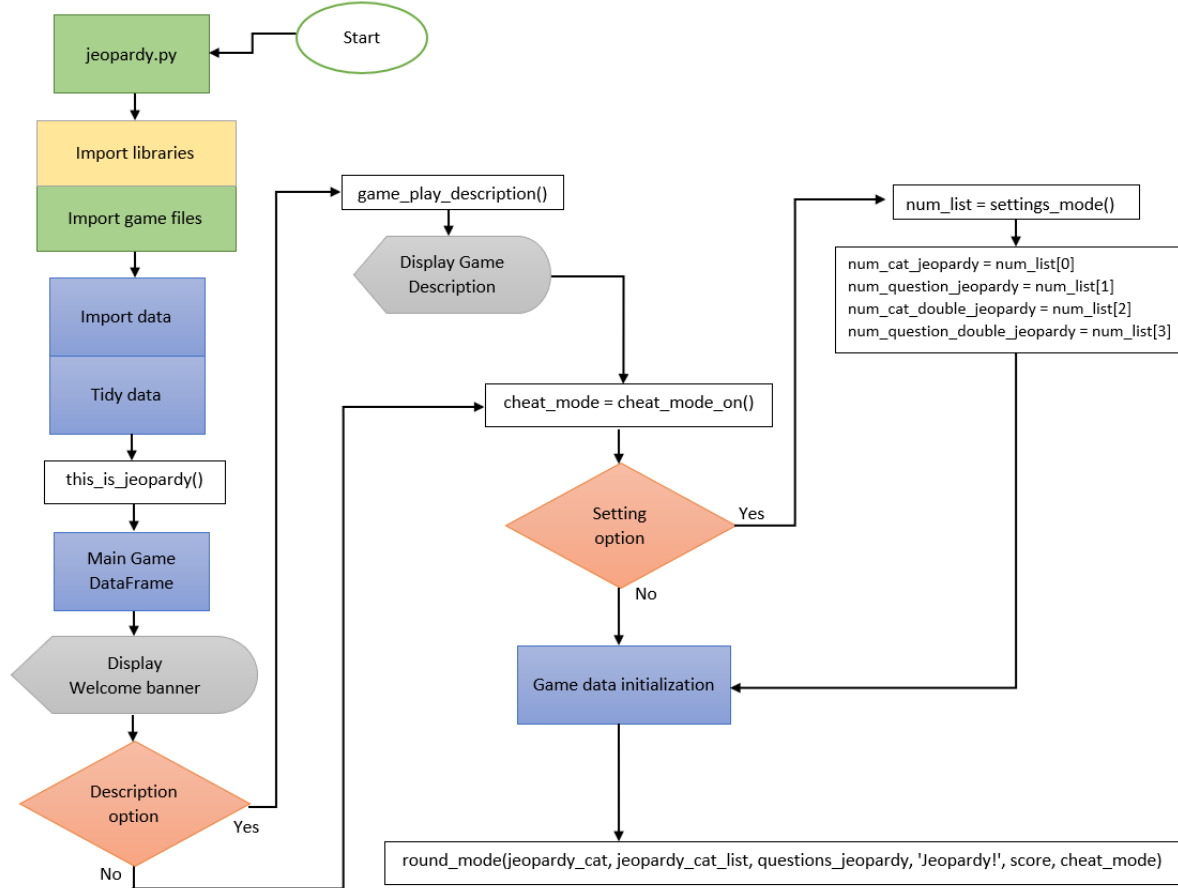 jeopardy.py
Start
Import libraries
Import game files
Import data
Tidy data
this_is_jeopardy()
Main Game
DataFrame
Display
Welcome banner
Description
option
Yes
No
game_play_description()
Display Game
Description
cheat_mode = cheat_mode_on()
Setting
option
Yes
No
num_list = settings_mode()
num_cat_jeopardy = num_list[0]
num_question_jeopardy = num_list[1]
num_cat_double_jeopardy = num_list[2]
num_question_double_jeopardy = num_list[3]
Game data initialization
round_mode(jeopardy_cat, jeopardy_cat_list, questions_jeopardy, 'Jeopardy!', score, cheat_mode)